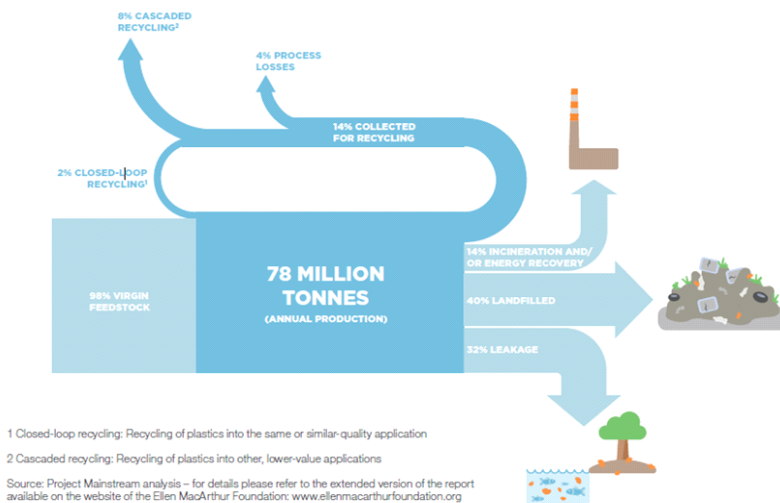 8% CASCADED
RECYCLING²
4% PROCESS
LOSSES
14% COLLECTED
FOR RECYCLING
2% CLOSED-LOOP
RECYCLING¹
98% VIRGIN
FEEDSTOCK
78 MILLION
TONNES
(ANNUAL PRODUCTION)
14% INCINERATION AND/
OR ENERGY RECOVERY
40% LANDFILLED
32% LEAKAGE
1 Closed-loop recycling: Recycling of plastics into the same or similar-quality application
2 Cascaded recycling: Recycling of plastics into other, lower-value applications
Source: Project Mainstream analysis – for details please refer to the extended version of the report
available on the website of the Ellen MacArthur Foundation: www.ellenmacarthurfoundation.org